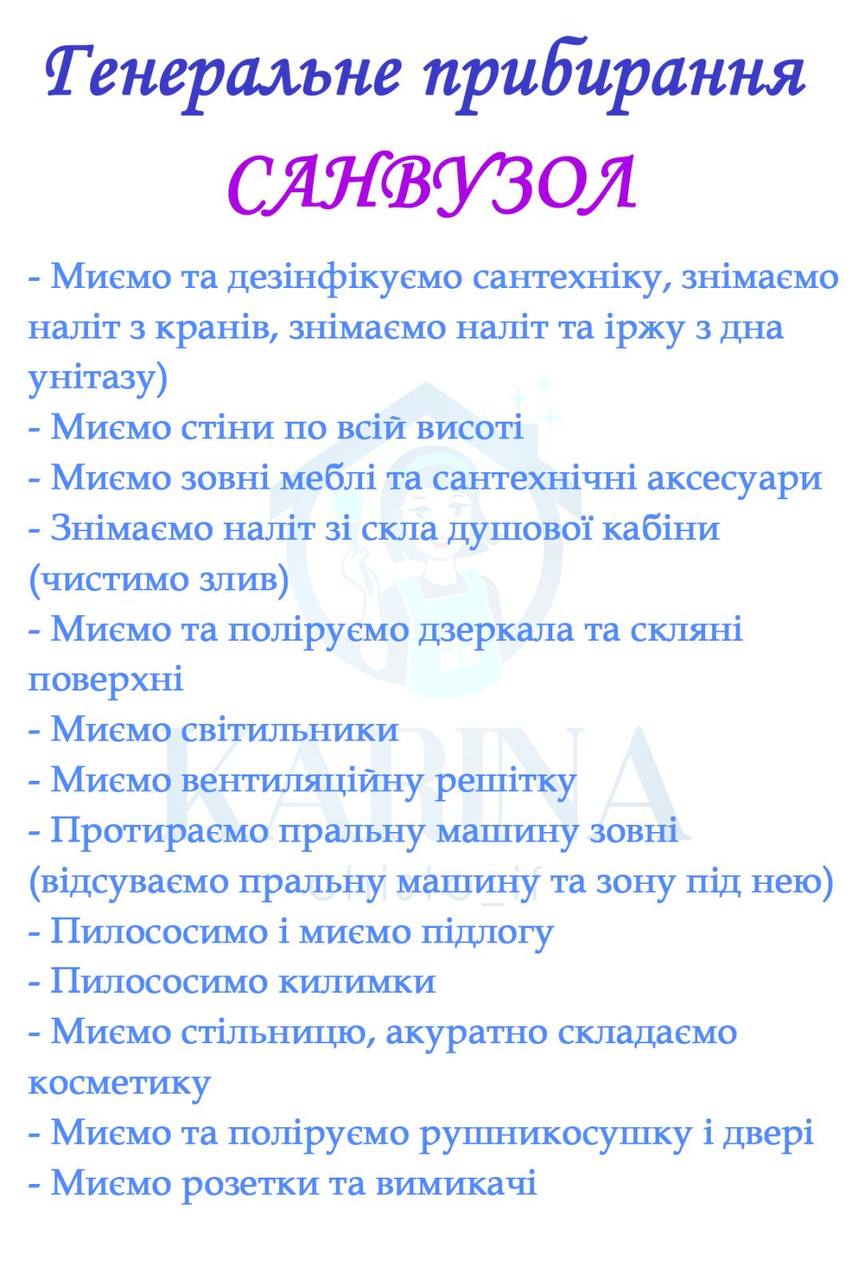 Генеральне прибирання
САНВУЗОЛ
- Миємо та дезінфікуємо сантехніку, знімаємо
наліт з кранів, знімаємо наліт та іржу з дна
унітазу)
- Миємо стіни по всій висоті
- Миємо зовні меблі та сантехнічні аксесуари
- Знімаємо наліт зі скла душової кабіни
(чистимо злив)
- Миємо та поліруємо дзеркала та скляні
поверхні
- Миємо світильники
- Миємо вентиляційну решітку
KARINA
- Протираємо пральну машину зовні
(відсуваємо пральну машину та зону під нею)
- Пилососимо і миємо підлогу
- Пилососимо килимки
- Миємо стільницю, акуратно складаємо
косметику
- Миємо та поліруємо рушникосушку і двері
- Миємо розетки та вимикачі